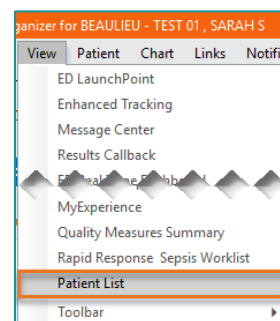 ganizer for BEAULIEU - TEST 01 , SARAH S
View Patient Chart Links Notifi
ED LaunchPoint
Enhanced Tracking
Message Center
Results Callback
MyExperience
Quality Measures Summary
Rapid Response Sepsis Worklist
Patient List
Toolbar